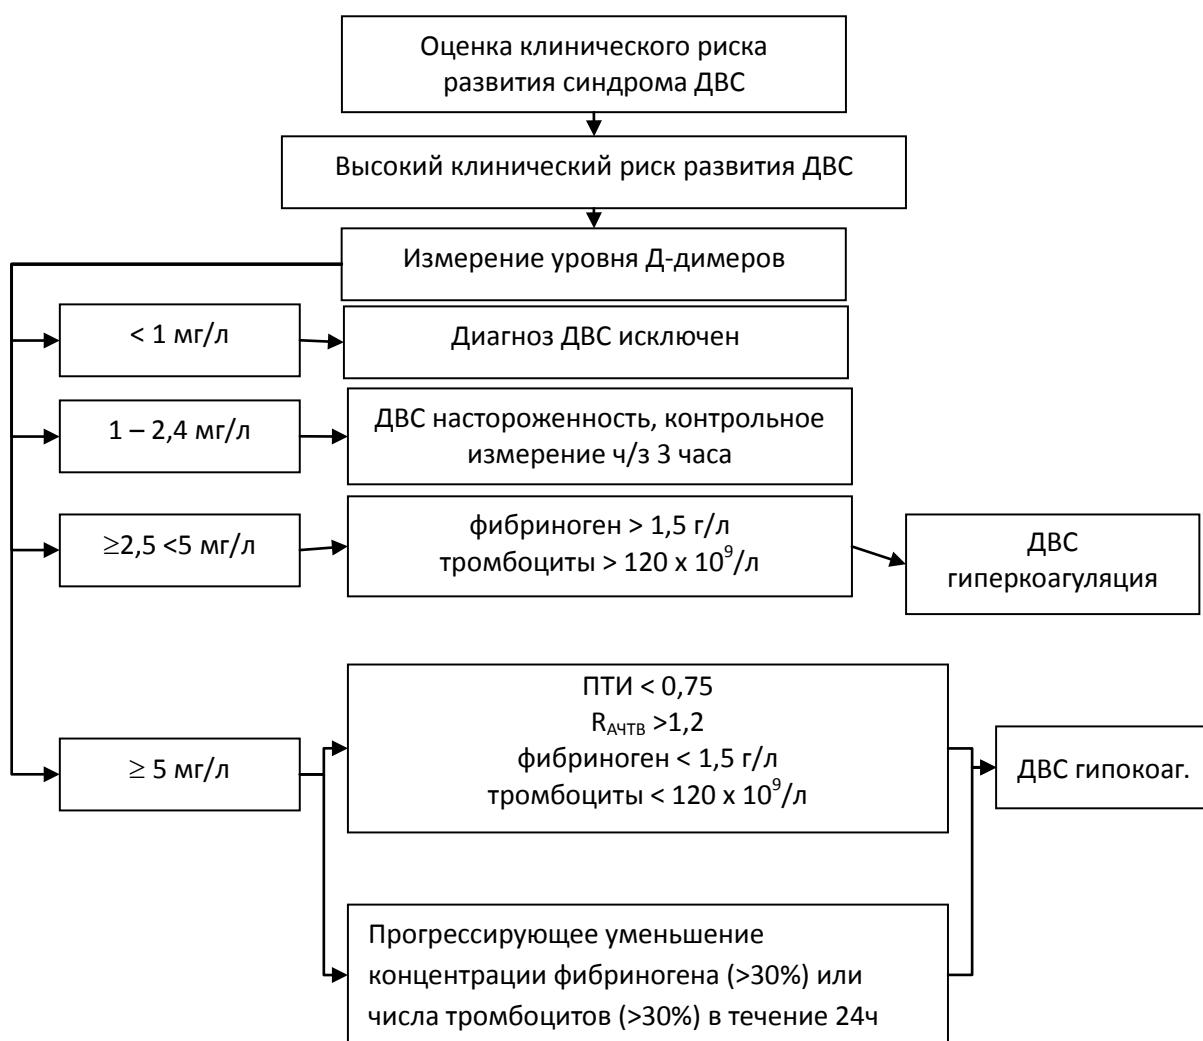 Оценка клинического риска
развития синдрома ДВС
Высокий клинический риск развития ДВС
Измерение уровня Д-димеров
< 1 мг/л
Диагноз ДВС исключен
1 – 2,4 мг/л
ДВС настороженность, контрольное
измерение ч/з 3 часа
≥2,5 <5 мг/л
фибриноген > 1,5 г/л
тромбоциты > 120 х 10⁹/л
ДВС
гиперкоагуляция
≥ 5 мг/л
ПТИ < 0,75
RАЧТВ >1,2
фибриноген < 1,5 г/л
тромбоциты < 120 х 10⁹/л
ДВС гипокоаг.
Прогрессирующее уменьшение
концентрации фибриногена (>30%) или
числа тромбоцитов (>30%) в течение 24ч